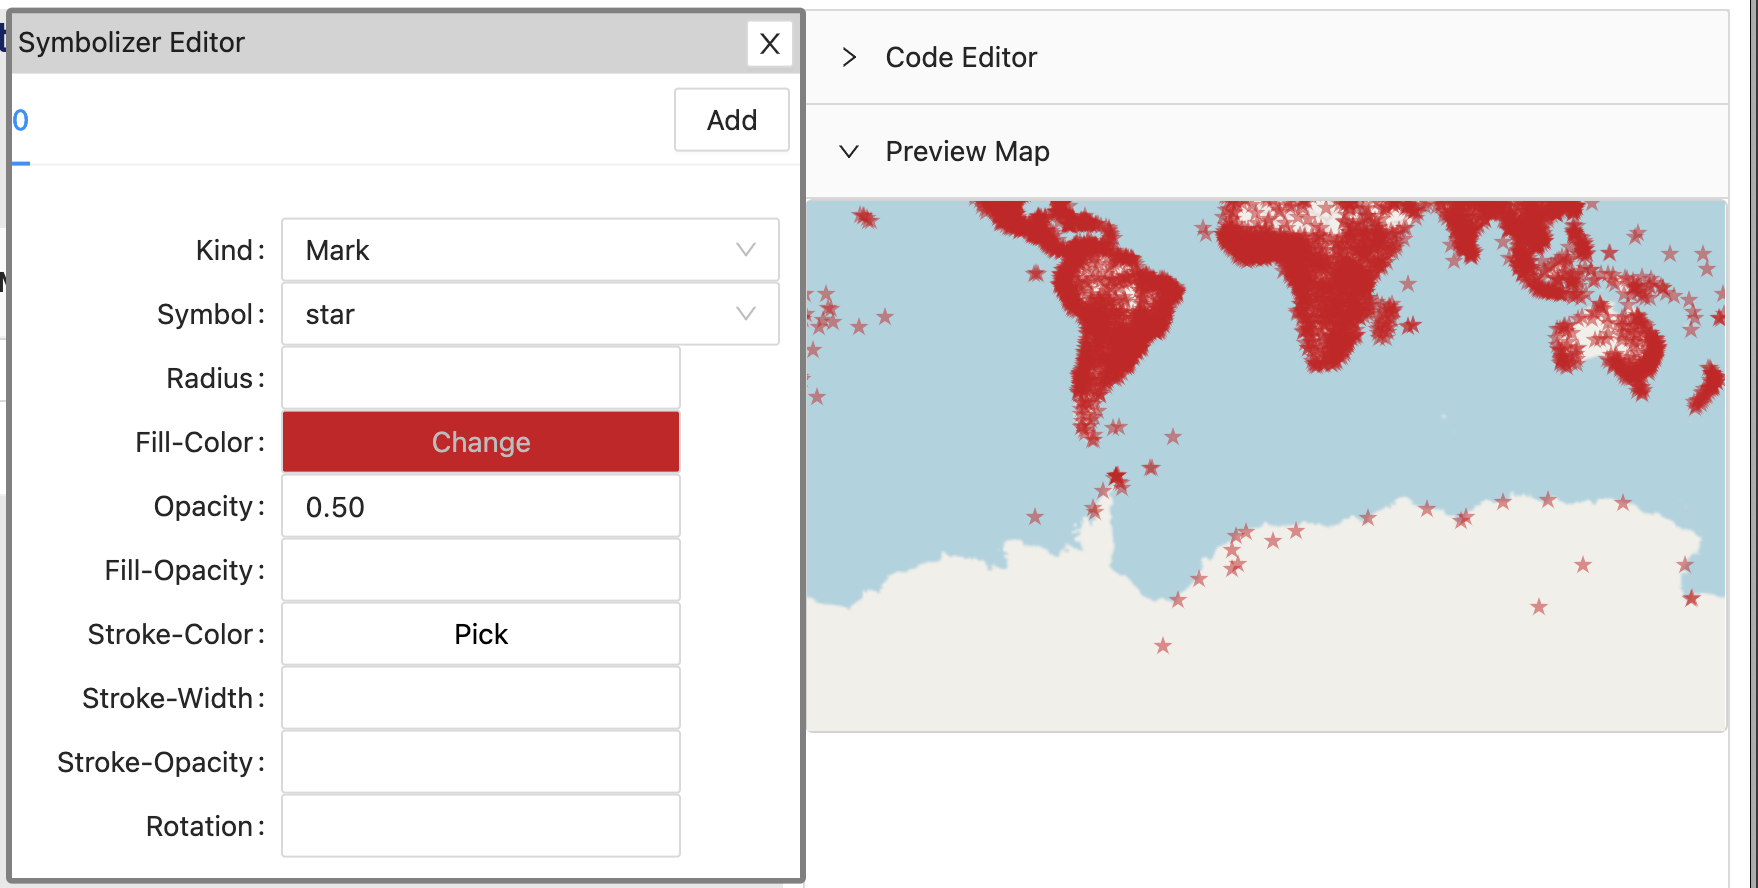 Symbolizer Editor
X
0
Add
Kind:
Mark
Symbol:
star
Radius:
Fill-Color:
Change
Opacity:
0.50
Fill-Opacity:
Stroke-Color:
Pick
Stroke-Width:
Stroke-Opacity:
Rotation:
Code Editor
Preview Map